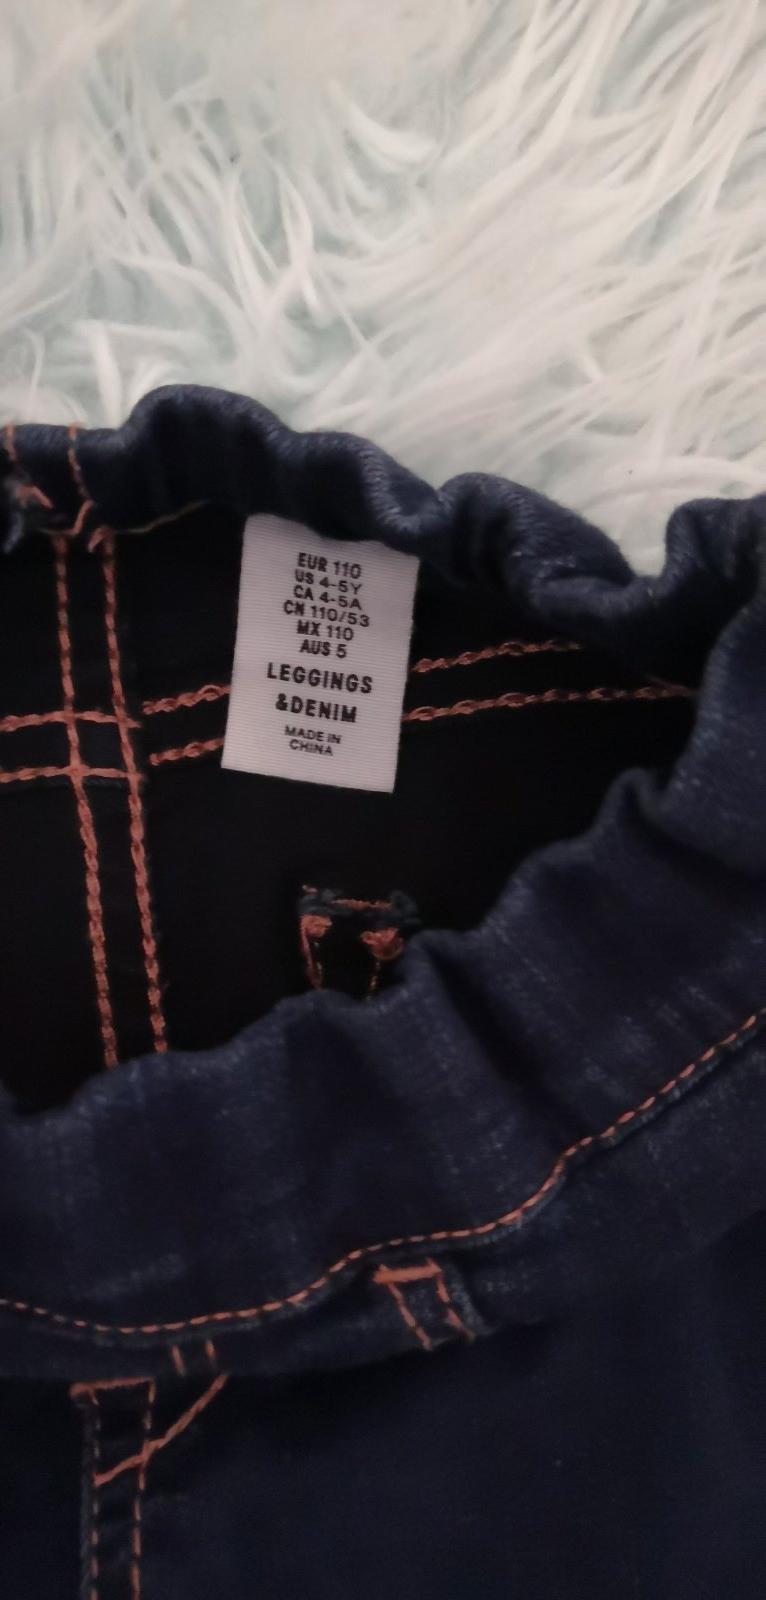 EUR 110
US 4-5Y
CA 4-5A
CN 110/53
MX 110
AUS 5
LEGGINGS
&DENIM
MADE IN
CHINA